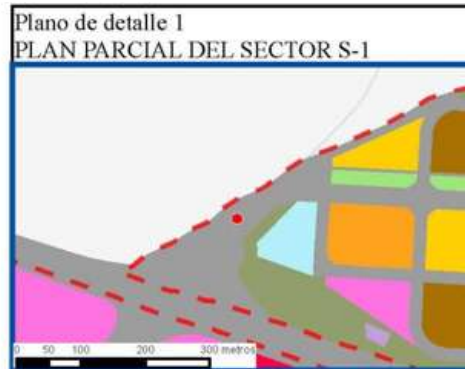 Plano de detalle 1
PLAN PARCIAL DEL SECTOR S-1
0 50 100 200 300 metros